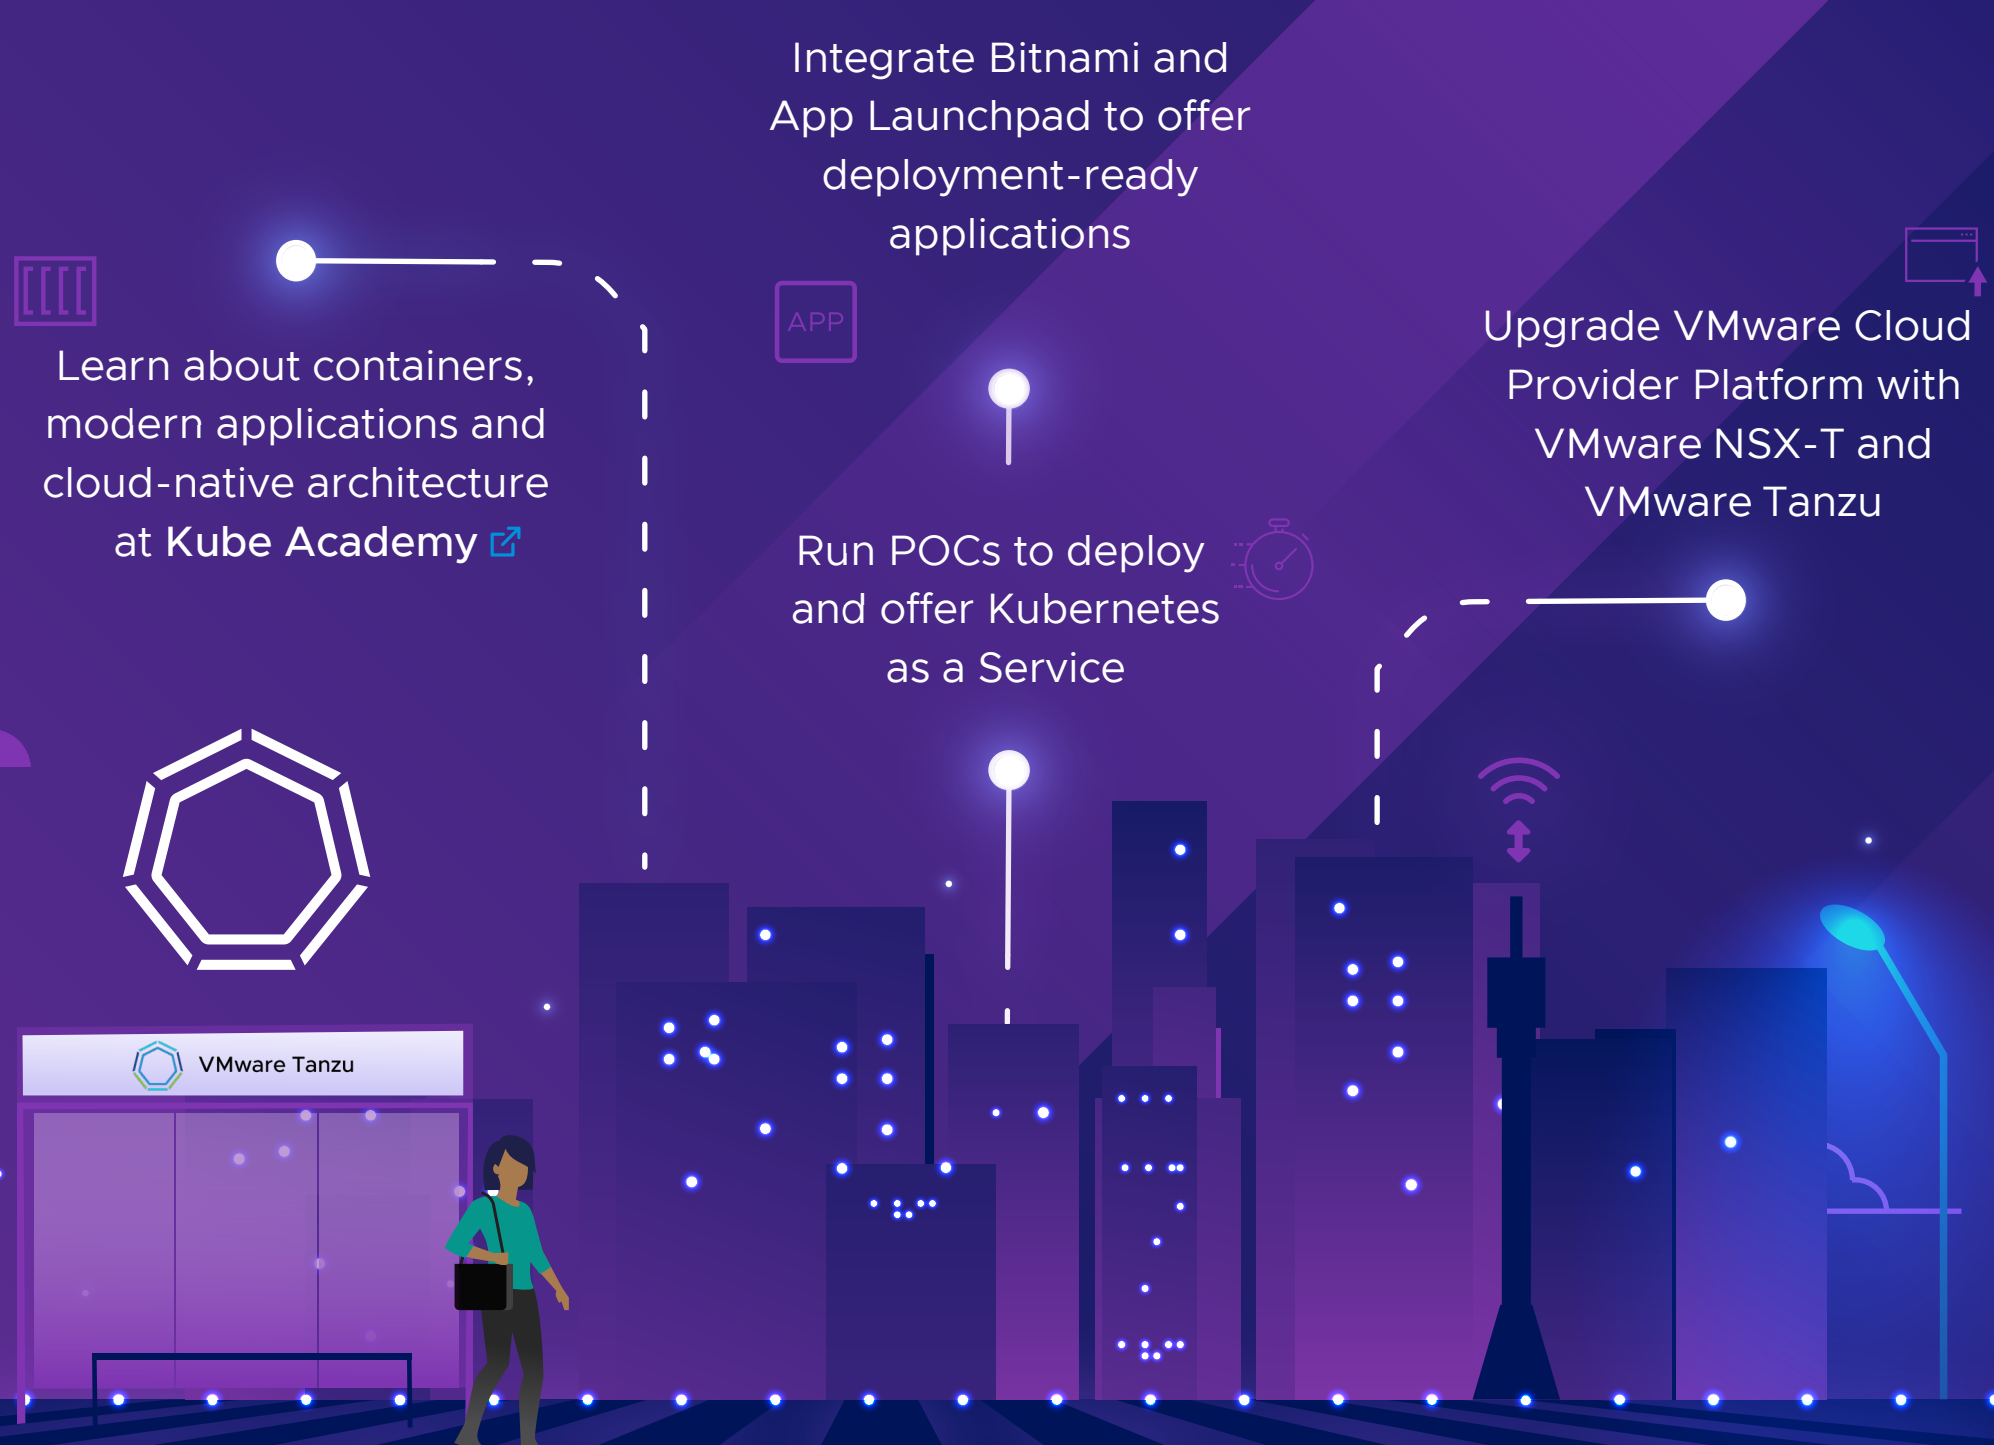 Integrate Bitnami and
App Launchpad to offer
deployment-ready
applications
APP
Learn about containers,
modern applications and
cloud-native architecture
at Kube Academy
Run POCs to deploy
and offer Kubernetes
as a Service
Upgrade VMware Cloud
Provider Platform with
VMware NSX-T and
VMware Tanzu
VMware Tanzu